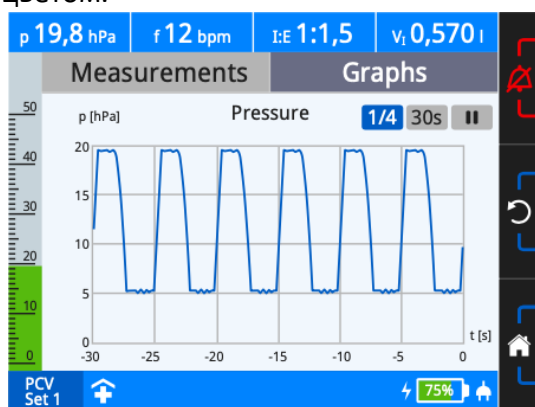 цветом.
p 19,8 hPa f 12 bpm I:E 1:1,5 VI 0,570 l
Measurements Graphs
p [hPa] Pressure 1/4 30s
50
40
30
20
10
0
20
15
10
5
0
t [s]
-30 -25 -20 -15 -10 -5 0
PCV
Set 1
75%